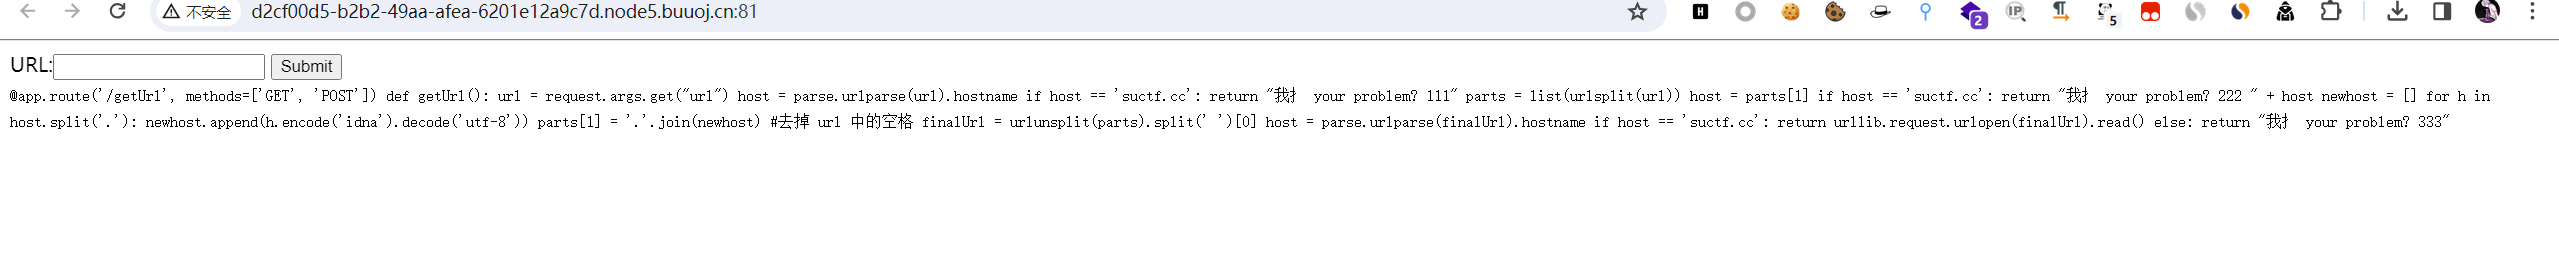 不安全 d2cf00d5-b2b2-49aa-afea-6201e12a9c7d.node5.buuoj.cn:81
H 2 IP 5
URL: Submit
@app.route('/getUrl', methods=['GET', 'POST']) def getUrl(): url = request.args.get("url") host = parse.urlparse(url).hostname if host == 'suctf.cc': return "我扌 your problem? 111" parts = list(urlsplit(url)) host = parts[1] if host == 'suctf.cc': return "我扌 your problem? 222 " + host newhost = [] for h in
host.split('.'): newhost.append(h.encode('idna').decode('utf-8')) parts[1] = '.'.join(newhost) #去掉 url 中的空格 finalUrl = urlunsplit(parts).split(' ')[0] host = parse.urlparse(finalUrl).hostname if host == 'suctf.cc': return urllib.request.urlopen(finalUrl).read() else: return "我扌 your problem? 333"